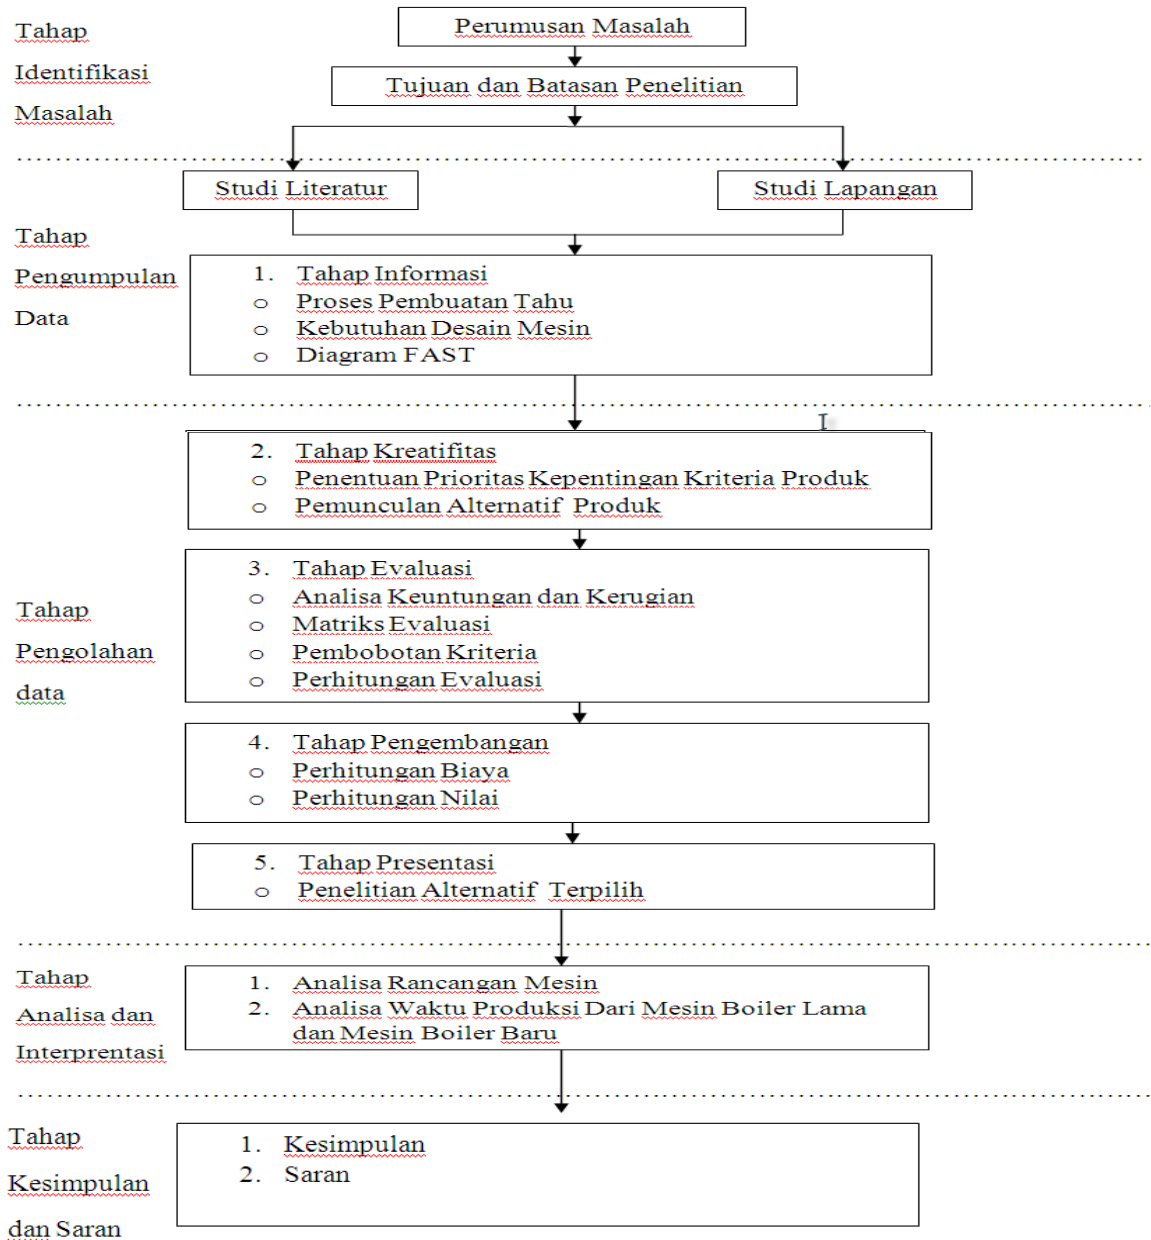 Tahap
Identifikasi
Masalah
Perumusan Masalah
Tujuan dan Batasan Penelitian
Studi Literatur
Studi Lapangan
Tahap
Pengumpulan
Data
1. Tahap Informasi
o Proses Pembuatan Tahu
o Kebutuhan Desain Mesin
o Diagram FAST
Tahap
Pengolahan
data
2. Tahap Kreatifitas
o Penentuan Prioritas Kepentingan Kriteria Produk
o Pemunculan Alternatif Produk
3. Tahap Evaluasi
o Analisa Keuntungan dan Kerugian
o Matriks Evaluasi
o Pembobotan Kriteria
o Perhitungan Evaluasi
4. Tahap Pengembangan
o Perhitungan Biaya
o Perhitungan Nilai
5. Tahap Presentasi
o Penelitian Alternatif Terpilih
Tahap
Analisa dan
Interprentasi
1. Analisa Rancangan Mesin
2. Analisa Waktu Produksi Dari Mesin Boiler Lama
dan Mesin Boiler Baru
Tahap
Kesimpulan
dan Saran
1. Kesimpulan
2. Saran